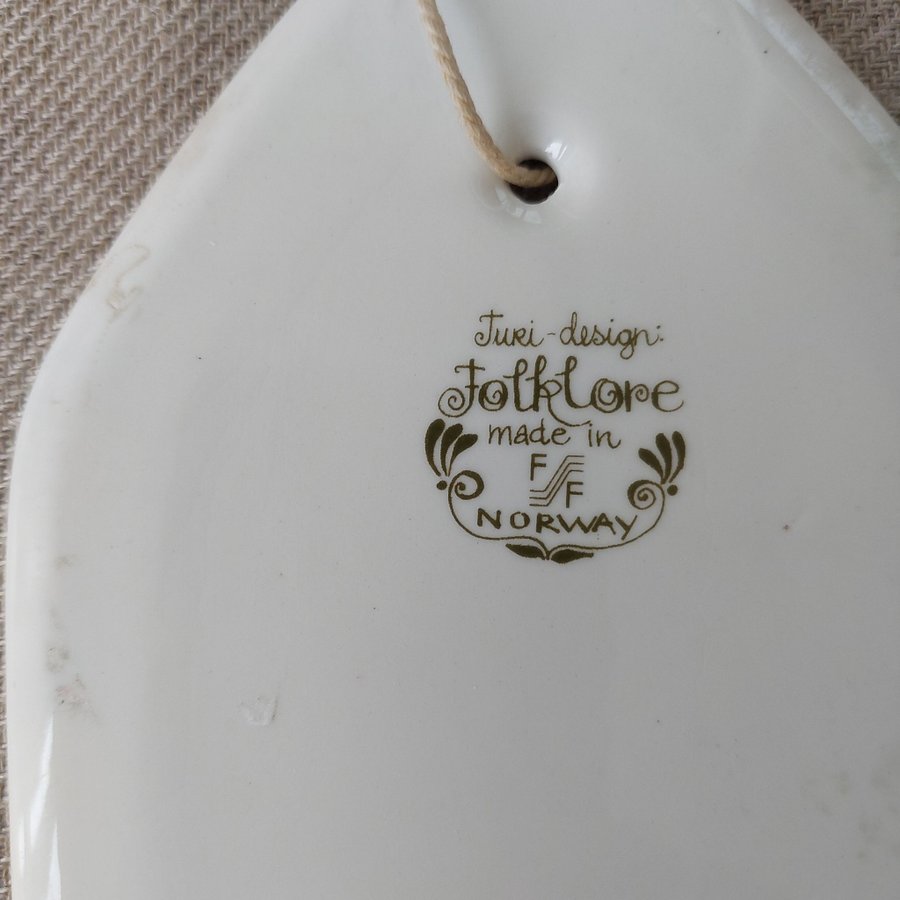 Turi-design:
Folklore
made in
F
F
NORWAY